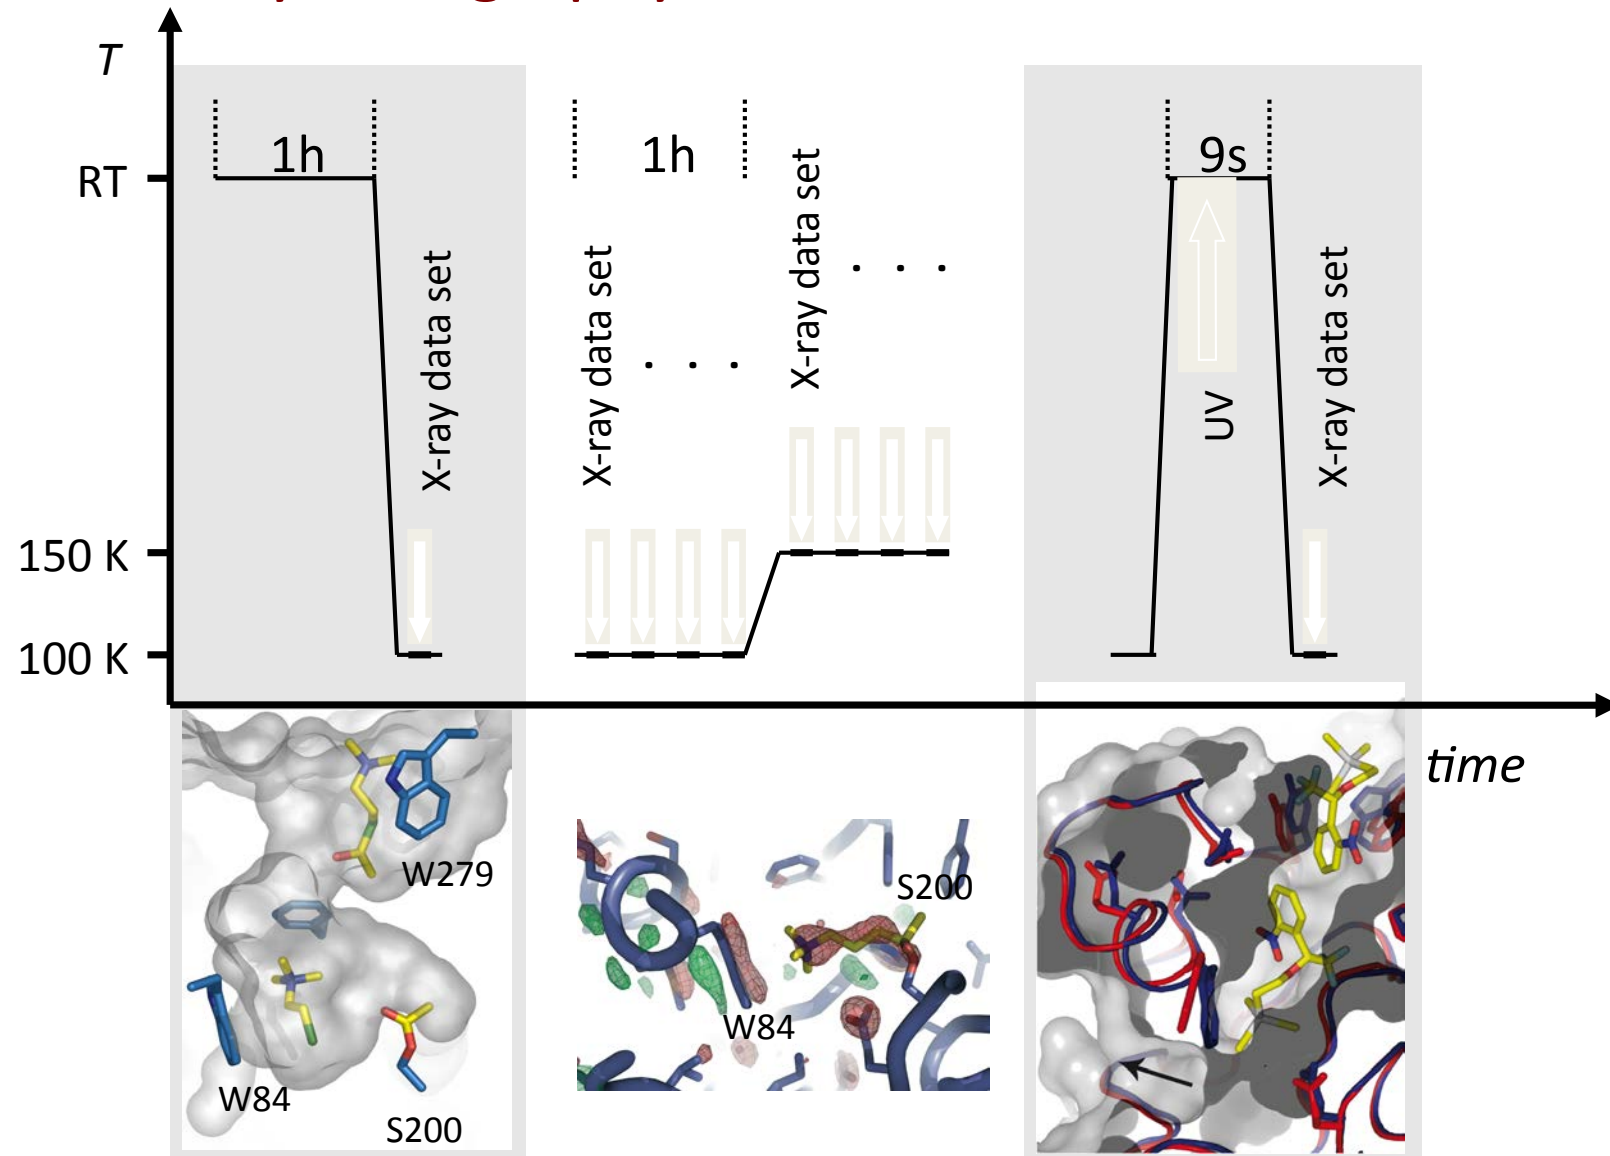 T
RT
150 K
100 K
1h
X-ray data set
1h
X-ray data set
. . .
X-ray data set
. . .
9s
UV
X-ray data set
time
W279
W84
S200
S200
W84